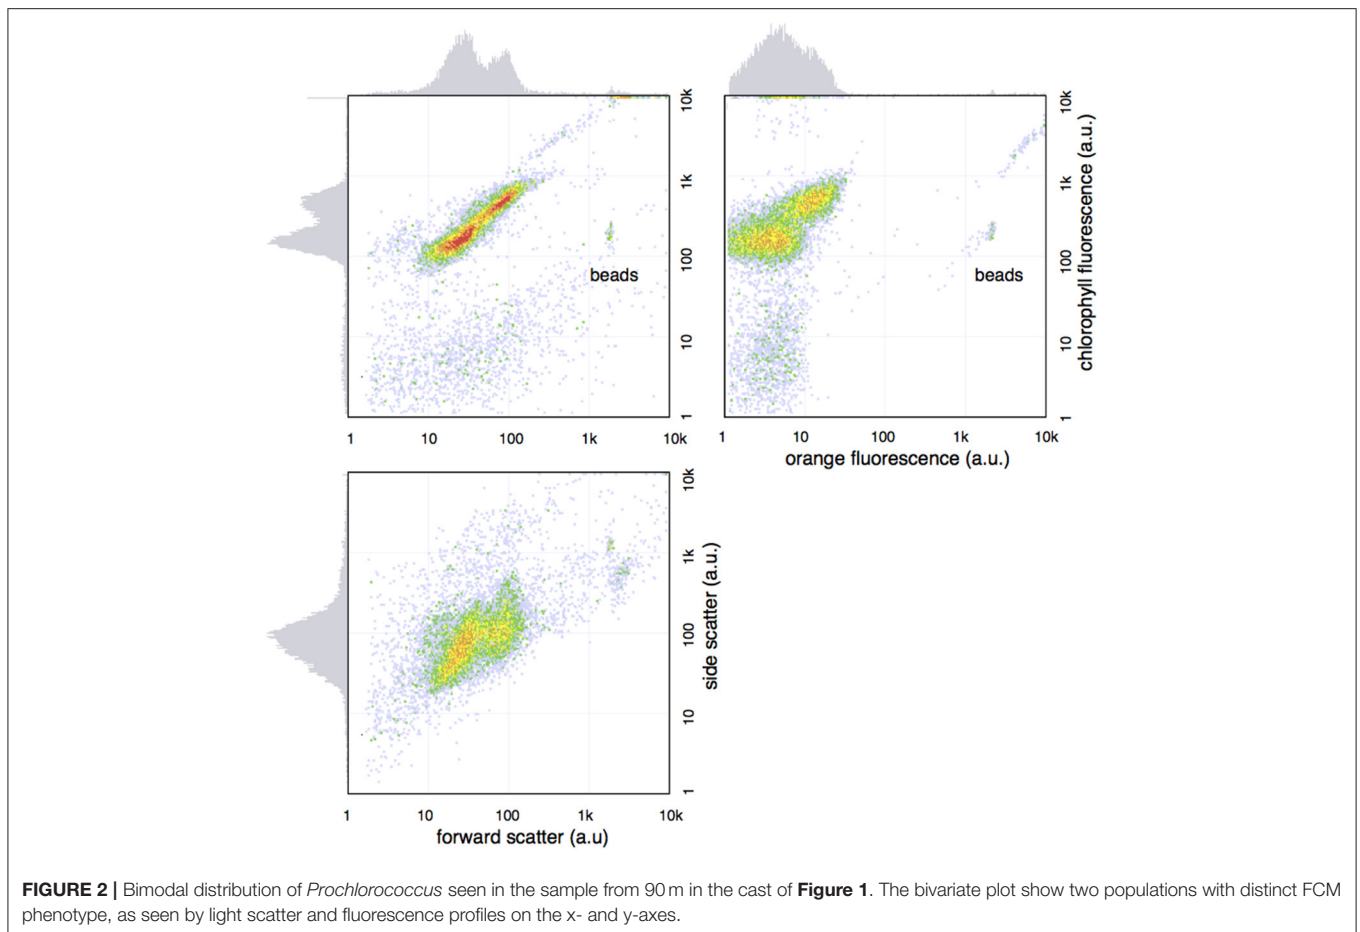 10k
1k
100
10
1
beads
1 10 100 1k 10k
10k
1k
100
10
1
chlorophyll fluorescence (a.u.)
beads
1 10 100 1k 10k
orange fluorescence (a.u.)
10k
1k
100
10
1
side scatter (a.u.)
1 10 100 1k 10k
forward scatter (a.u)
FIGURE 2 | Bimodal distribution of Prochlorococcus seen in the sample from 90 m in the cast of Figure 1. The bivariate plot show two populations with distinct FCM
phenotype, as seen by light scatter and fluorescence profiles on the x- and y-axes.